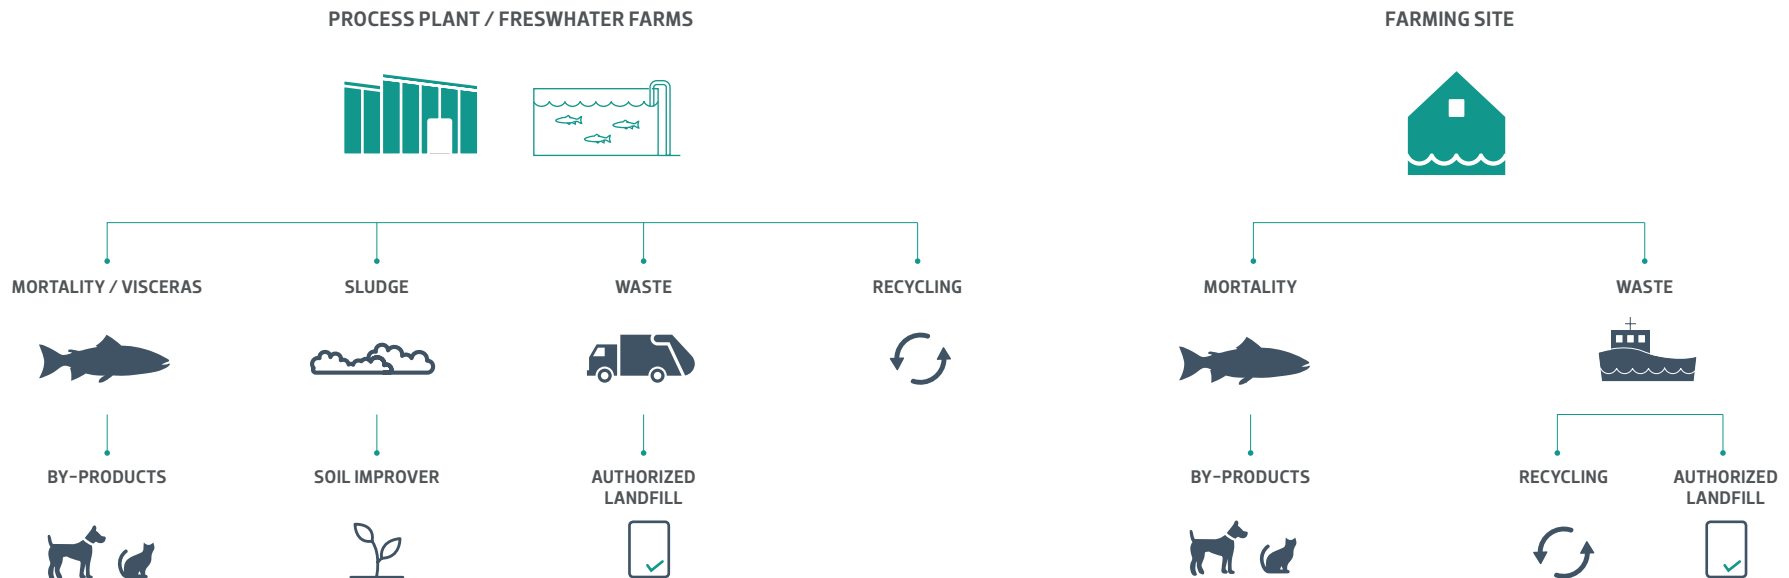 PROCESS PLANT / FRESWHATER FARMS
FARMING SITE
MORTALITY / VISCERAS
SLUDGE
WASTE
RECYCLING
MORTALITY
WASTE
BY-PRODUCTS
SOIL IMPROVER
AUTHORIZED
LANDFILL
BY-PRODUCTS
RECYCLING
AUTHORIZED
LANDFILL